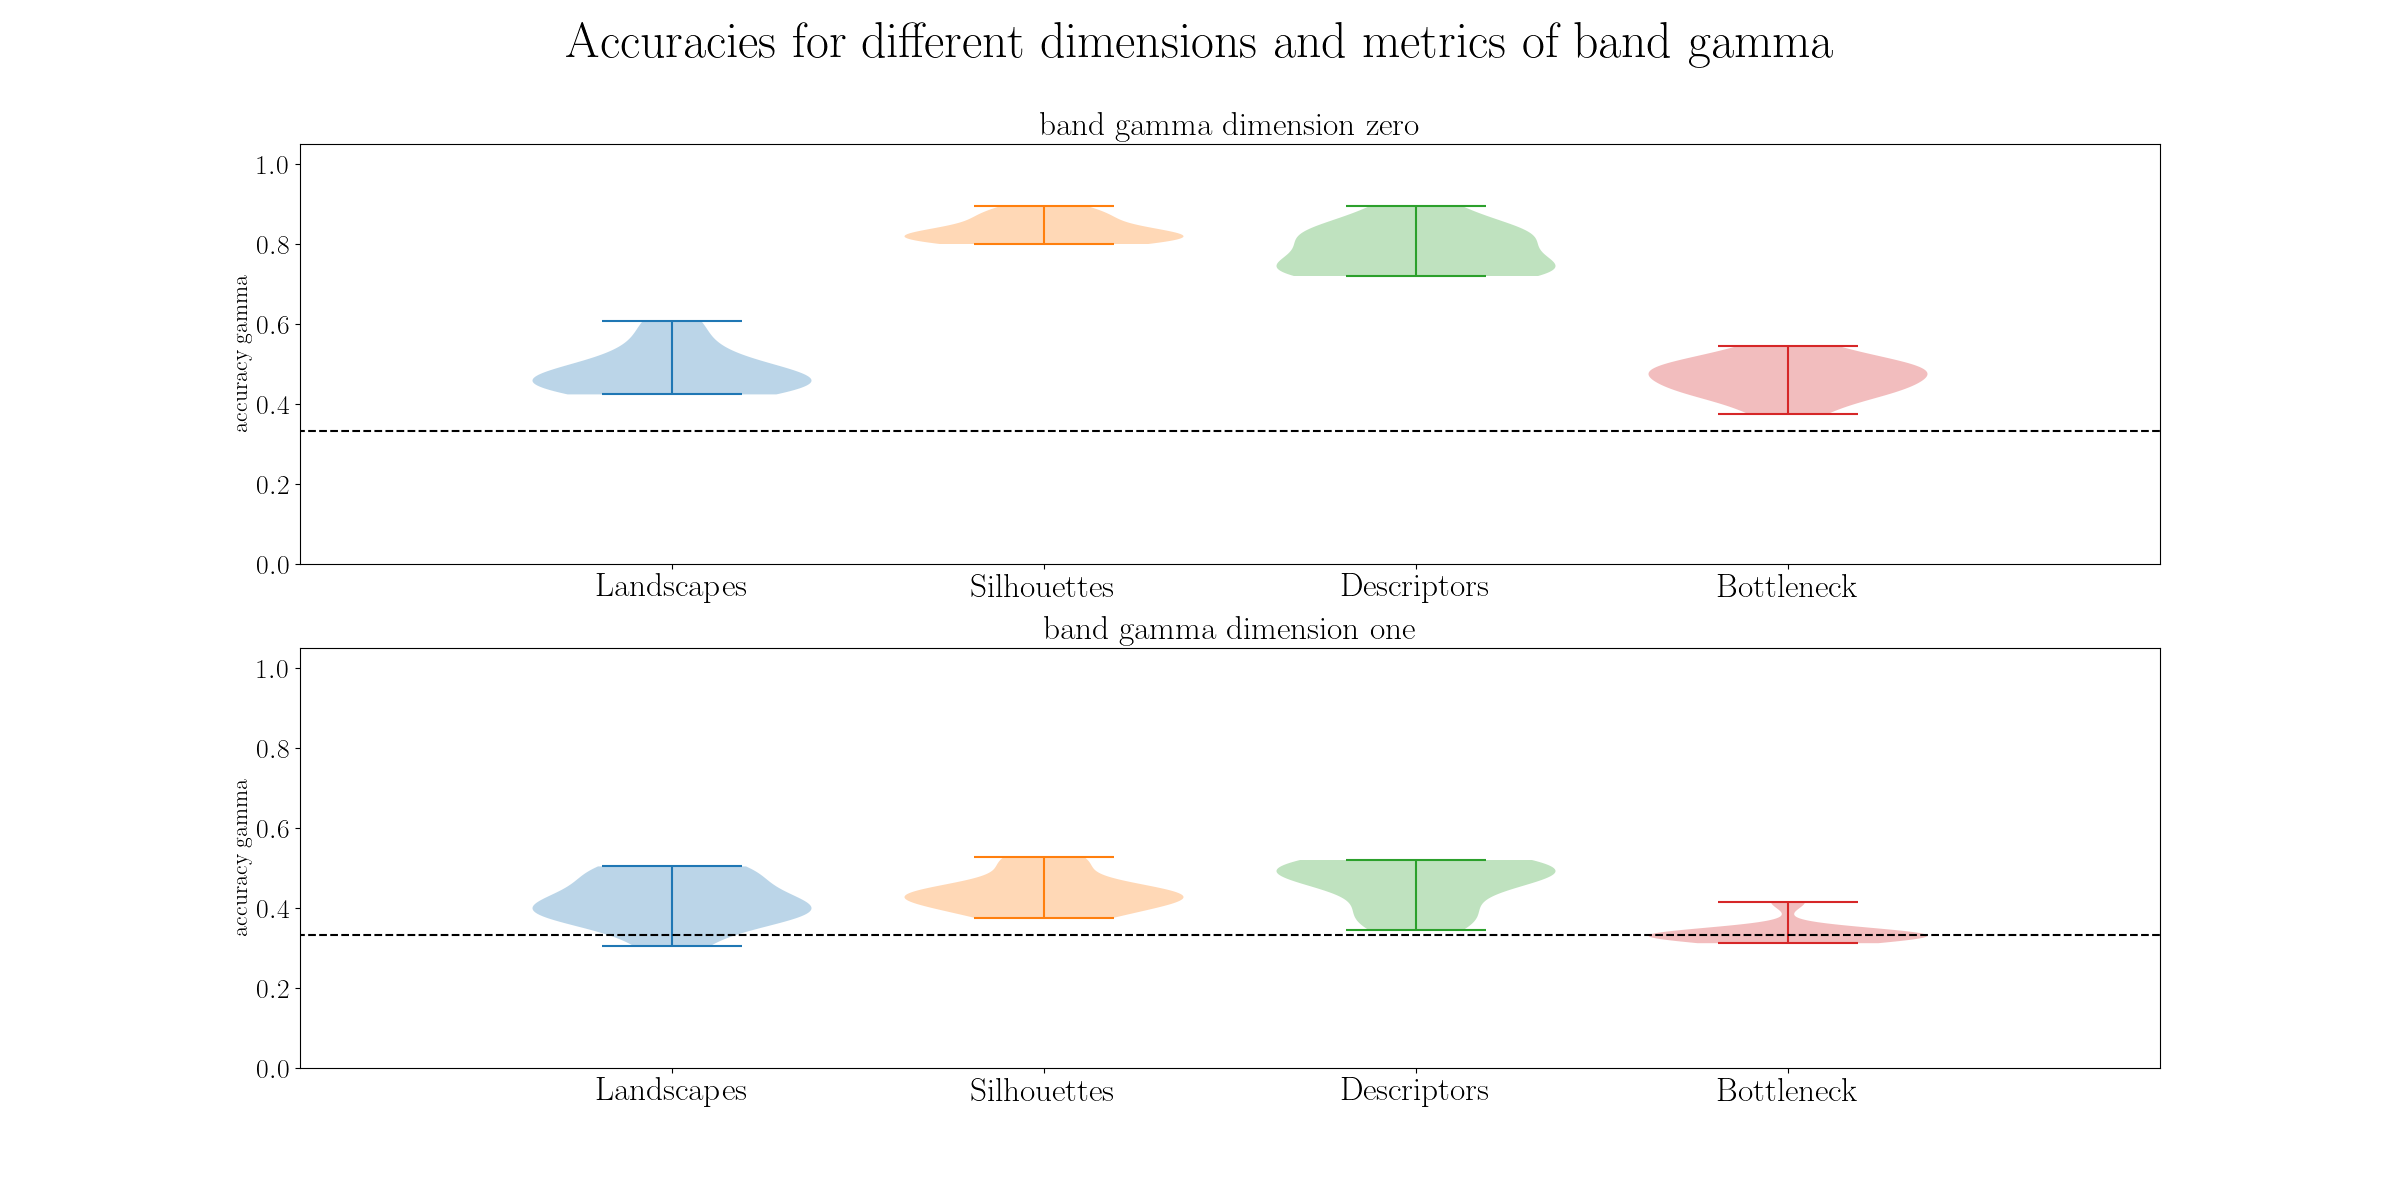 Accuracies for different dimensions and metrics of band gamma
band gamma dimension zero
accuracy gamma
1.0
0.8
0.6
0.4
0.2
0.0
Landscapes Silhouettes Descriptors Bottleneck
band gamma dimension one
accuracy gamma
1.0
0.8
0.6
0.4
0.2
0.0
Landscapes Silhouettes Descriptors Bottleneck